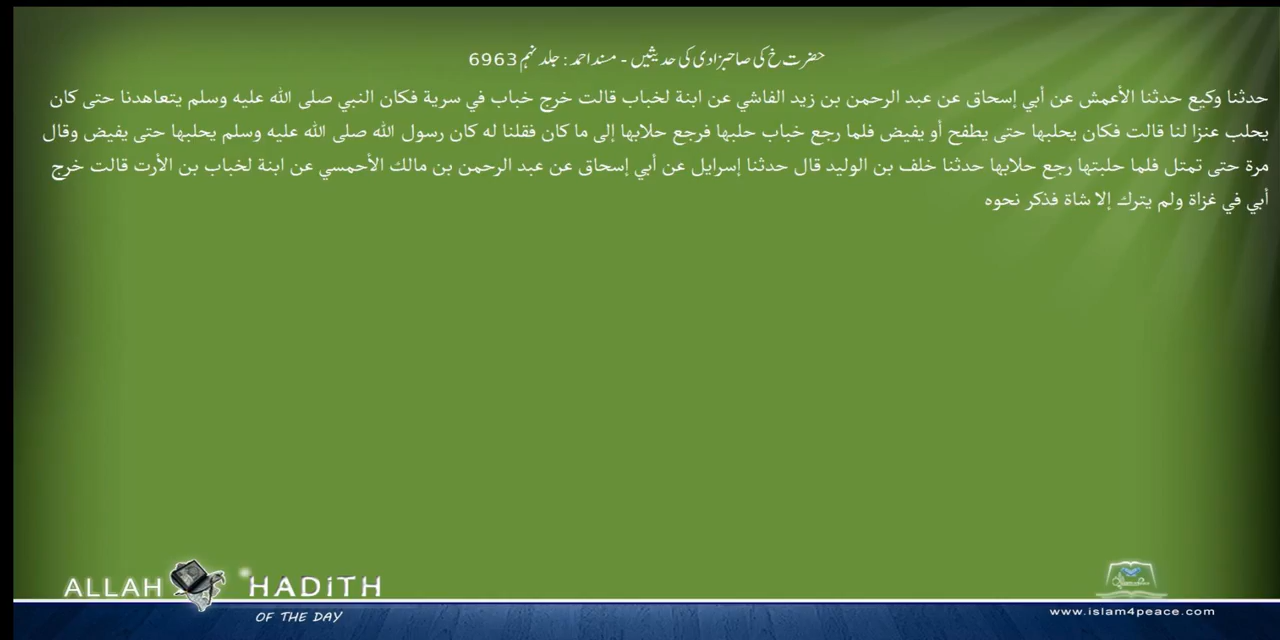 حضرت خ کی صاحبزادی کی حدیثیں - مسند احمد : جلد نہم 6963
حدثنا وكيع حدثنا الأعمش عن أبي إسحاق عن عبد الرحمن بن زيد الفاشي عن ابنة لخباب قالت خرج خباب في سرية فكان النبي صلى الله عليه وسلم يتعاهدنا حتى كان
يحلب عنزا لنا قالت فكان يحلبها حتى يطفح أو يفيض فلما رجع خباب حلبها فرجع حلابها إلى ما كان فقلنا له كان رسول الله صلى الله عليه وسلم يحلبها حتى يفيض وقال
مرة حتى تمتل فلما حلبتها رجع حلابها حدثنا خلف بن الوليد قال حدثنا إسرايل عن أبي إسحاق عن عبد الرحمن بن مالك الأحمسي عن ابنة لخباب بن الأرت قالت خرج
أبي في غزاة ولم يترك إلا شاة فذكر نحوه
ALLAH HADITH
OF THE DAY
www.islam4peace.com